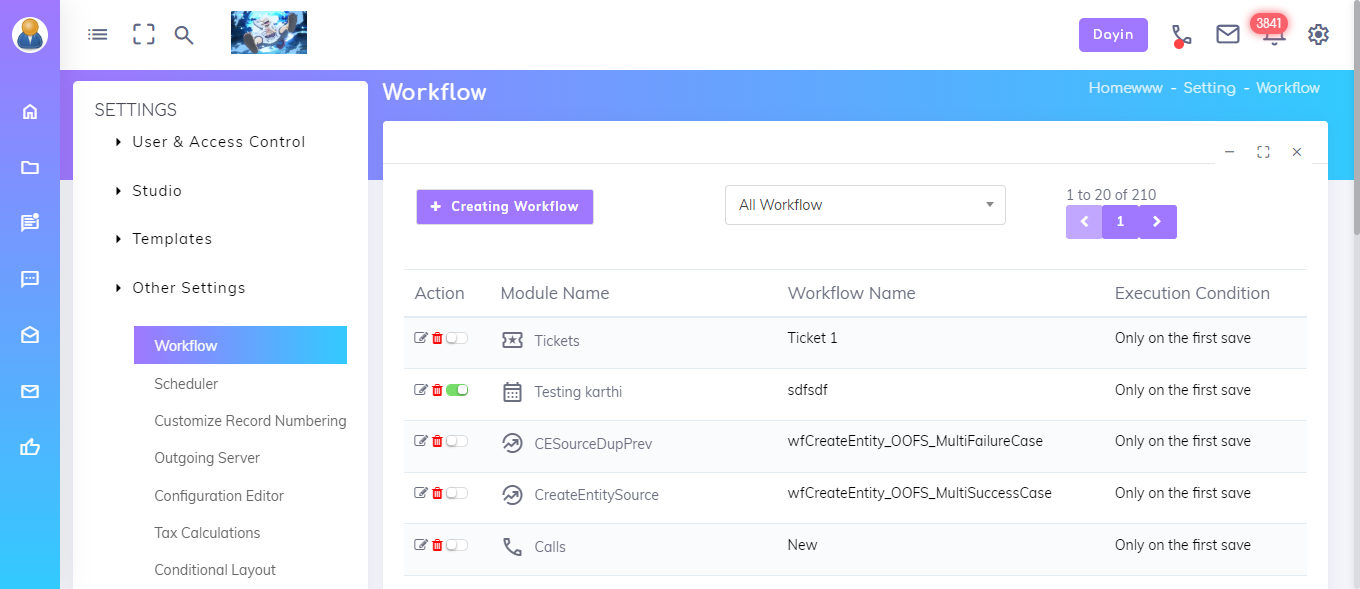 Dayin
3841
SETTINGS
User & Access Control
Studio
Templates
Other Settings
Workflow
Scheduler
Customize Record Numbering
Outgoing Server
Configuration Editor
Tax Calculations
Conditional Layout
Workflow
Homewww - Setting - Workflow
+ Creating Workflow
All Workflow
1 to 20 of 210
1
Action Module Name Workflow Name Execution Condition
Tickets Ticket 1 Only on the first save
Testing karthi sdfsdf Only on the first save
CESourceDupPrev wfCreateEntity_OOFS_MultiFailureCase Only on the first save
CreateEntitySource wfCreateEntity_OOFS_MultiSuccessCase Only on the first save
Calls New Only on the first save